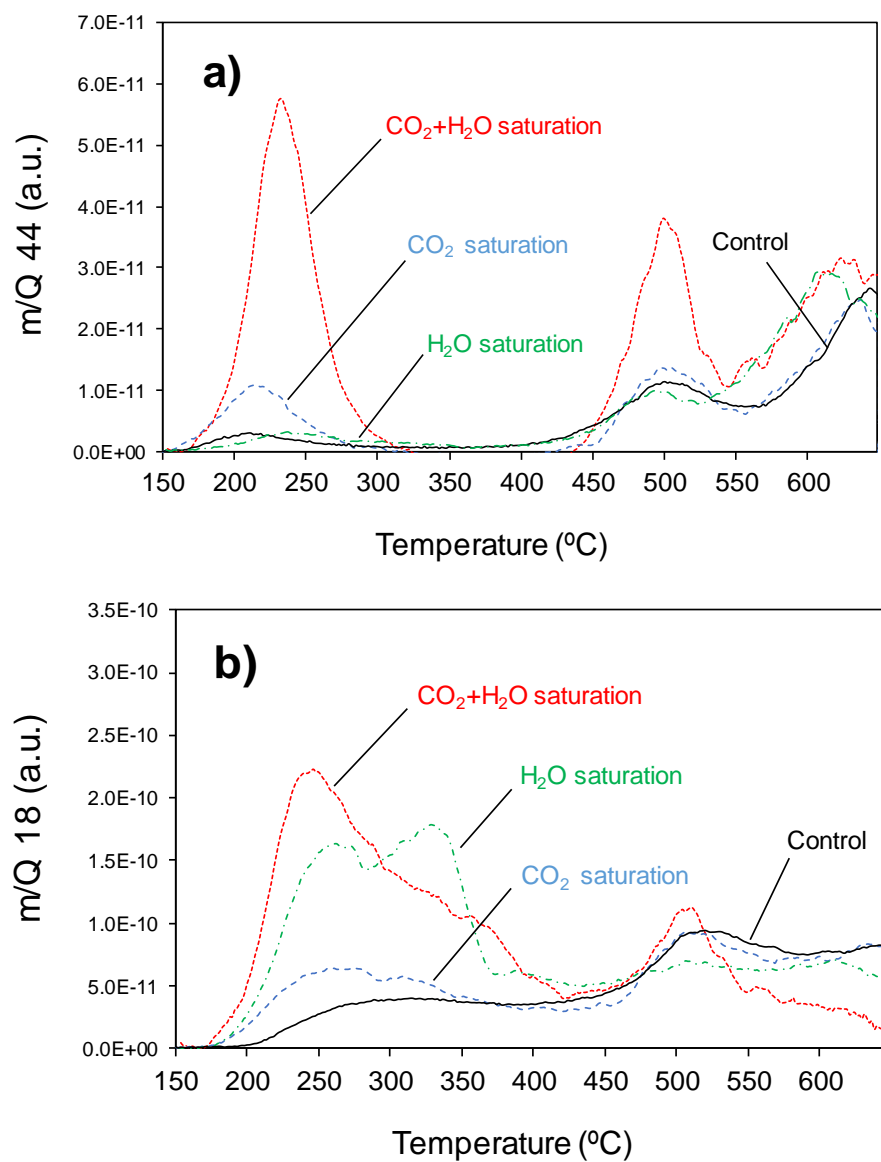 7.0E-11
a)
6.0E-11
CO₂+H₂O saturation
5.0E-11
m/Q 44 (a.u.)
4.0E-11
Control
CO₂ saturation
3.0E-11
2.0E-11
H₂O saturation
1.0E-11
0.0E+00
150 200 250 300 350 400 450 500 550 600
Temperature (ºC)
3.5E-10
b)
3.0E-10
CO₂+H₂O saturation
2.5E-10
m/Q 18 (a.u.)
H₂O saturation
2.0E-10
Control
1.5E-10
CO₂ saturation
1.0E-10
5.0E-11
0.0E+00
150 200 250 300 350 400 450 500 550 600
Temperature (ºC)